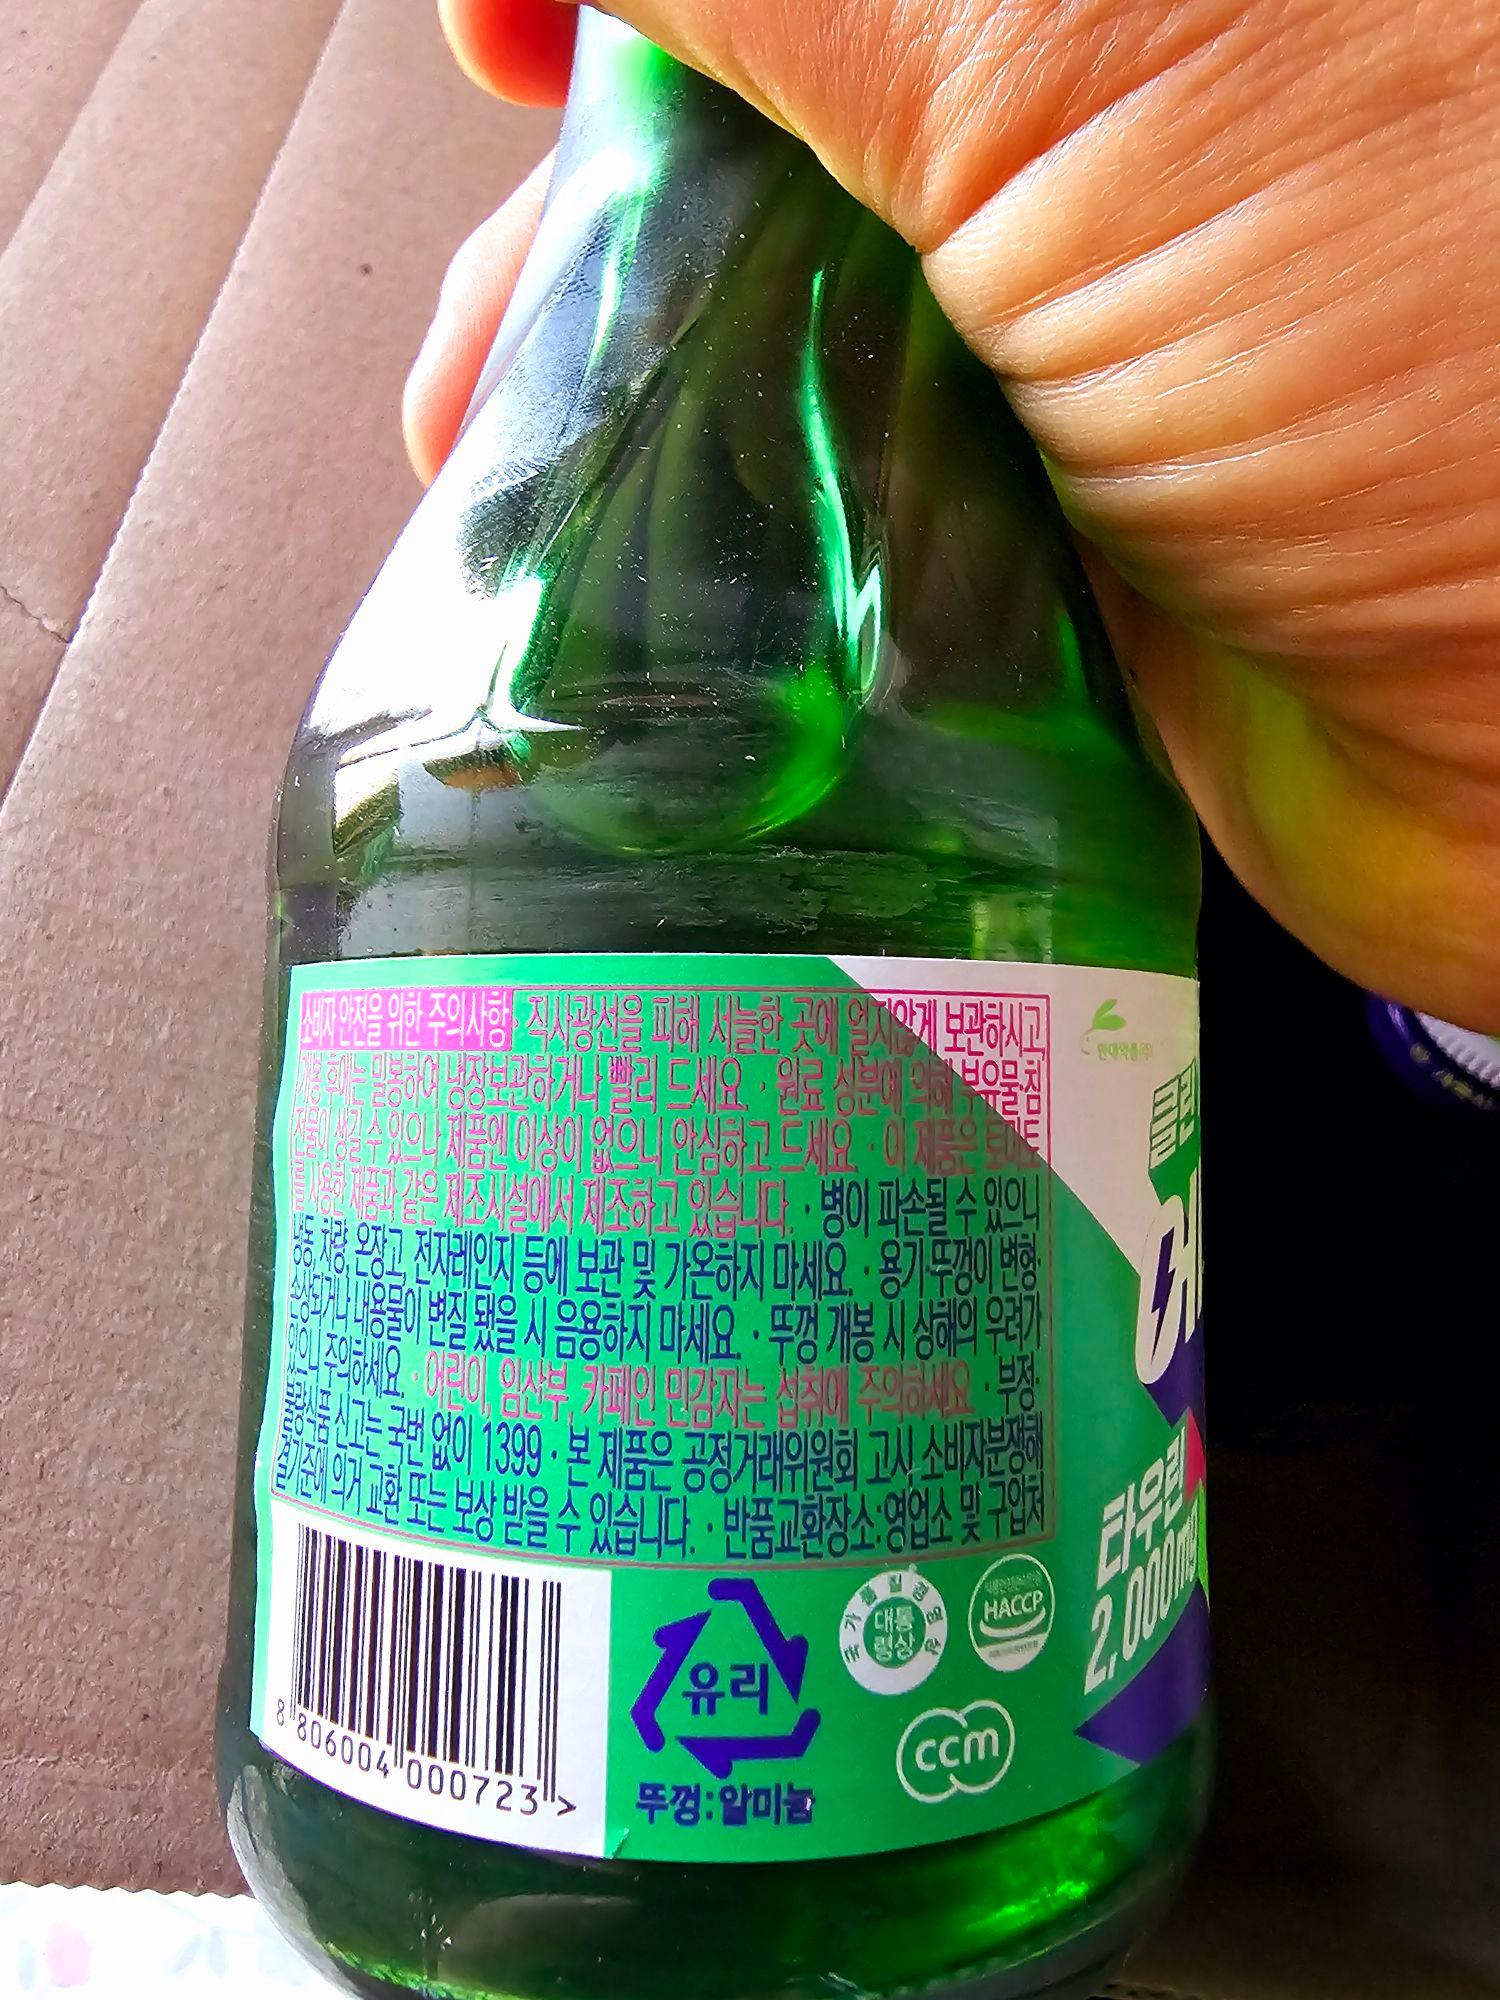 소비자 안전을 위한 주의사항 · 직사광선을 피해 서늘한 곳에 얼지않게 보관하시고,
개봉 후에는 밀봉하여 냉장보관하거나 빨리 드세요. · 원료 성분에 의해 부유물·침
전물이 생길 수 있으나 제품엔 이상이 없으니 안심하고 드세요. · 이 제품은 토마토
를 사용한 제품과 같은 제조시설에서 제조하고 있습니다. · 병이 파손될 수 있으니
냉동, 차량, 온장고, 전자레인지 등에 보관 및 가온하지 마세요. · 용기·뚜껑이 변형·
손상되거나 내용물이 변질 됐을 시 음용하지 마세요. · 뚜껑 개봉 시 상해의 우려가
있으니 주의하세요. · 어린이, 임산부, 카페인 민감자는 섭취에 주의하세요. · 부정·
불량식품 신고는 국번 없이 1399 · 본 제품은 공정거래위원회 고시 소비자분쟁해
결기준에 의거 교환 또는 보상 받을 수 있습니다. · 반품교환장소:영업소 및 구입처
현대약품(주)
타우린
2,000mg
8 806004 000723 >
유리
뚜껑:알미늄
국가품질경영상
대통
령상
HACCP
ccm